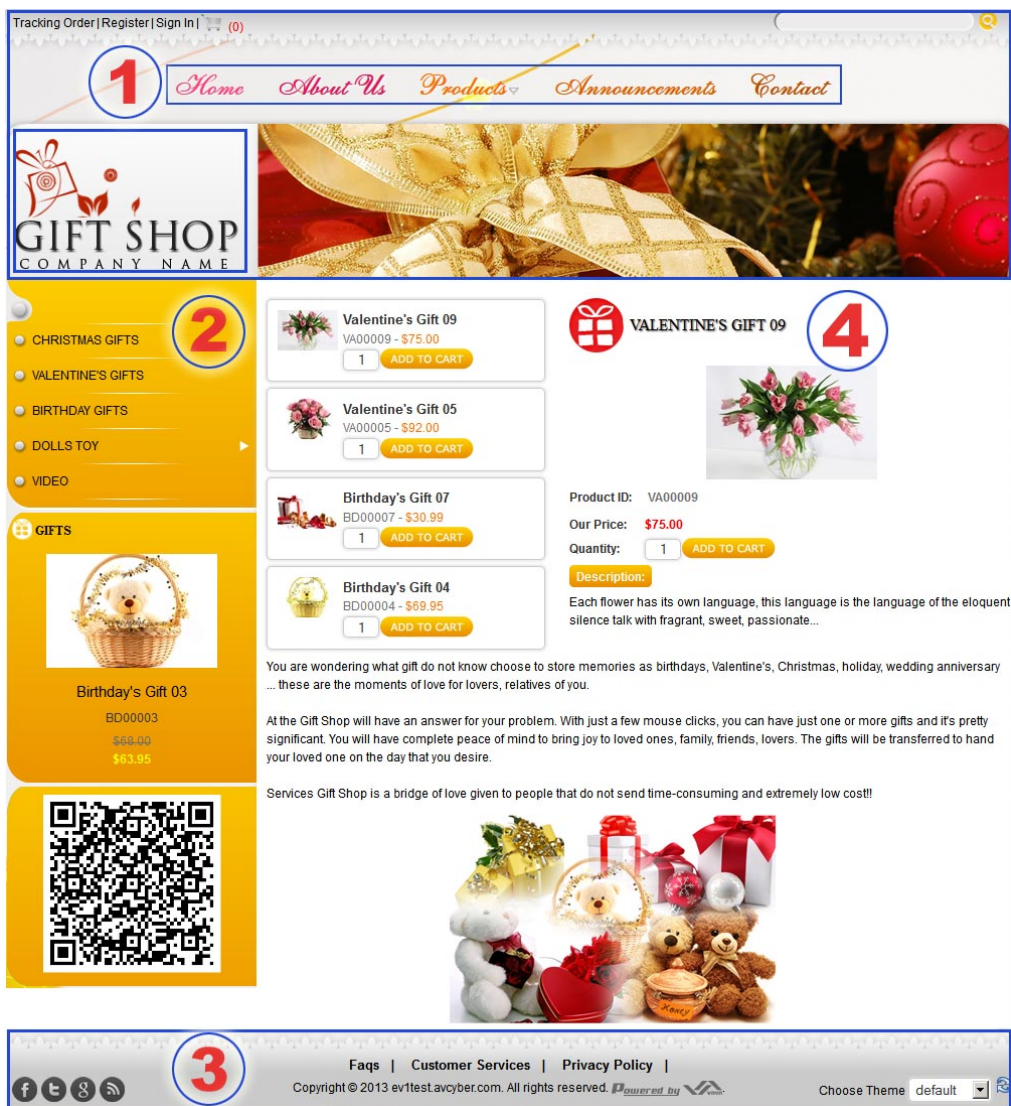 Tracking Order | Register | Sign In | (0)
1
Home About Us Products Announcements Contact
GIFT SHOP
COMPANY NAME
2
CHRISTMAS GIFTS
VALENTINE'S GIFTS
BIRTHDAY GIFTS
DOLLS TOY
VIDEO
GIFTS
Birthday's Gift 03
BD00003
$68.00
$63.95
Valentine's Gift 09
VA00009 - $75.00
1 ADD TO CART
Valentine's Gift 05
VA00005 - $92.00
1 ADD TO CART
Birthday's Gift 07
BD00007 - $30.99
1 ADD TO CART
Birthday's Gift 04
BD00004 - $69.95
1 ADD TO CART
VALENTINE'S GIFT 09
4
Product ID: VA00009
Our Price: $75.00
Quantity: 1 ADD TO CART
Description:
Each flower has its own language, this language is the language of the eloquent
silence talk with fragrant, sweet, passionate...
You are wondering what gift do not know choose to store memories as birthdays, Valentine's, Christmas, holiday, wedding anniversary
... these are the moments of love for lovers, relatives of you.
At the Gift Shop will have an answer for your problem. With just a few mouse clicks, you can have just one or more gifts and it's pretty
significant. You will have complete peace of mind to bring joy to loved ones, family, friends, lovers. The gifts will be transferred to hand
your loved one on the day that you desire.
Services Gift Shop is a bridge of love given to people that do not send time-consuming and extremely low cost!!
HONEY
3
Faqs | Customer Services | Privacy Policy |
Copyright © 2013 ev1test.avcyber.com. All rights reserved. Powered by
Choose Theme default